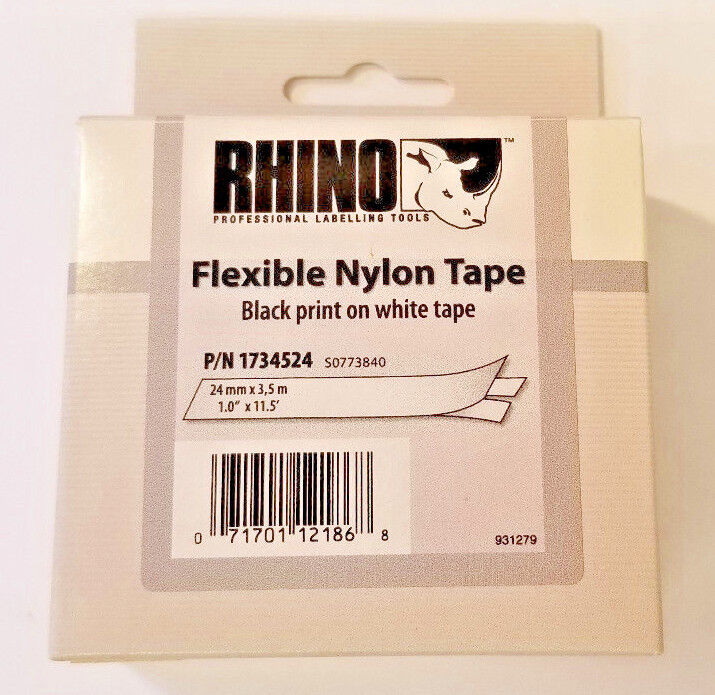 RHINO™
PROFESSIONAL LABELLING TOOLS
Flexible Nylon Tape
Black print on white tape
P/N 1734524 S0773840
24 mm x 3,5 m
1.0" x 11.5'
0 71701 12186 8
931279